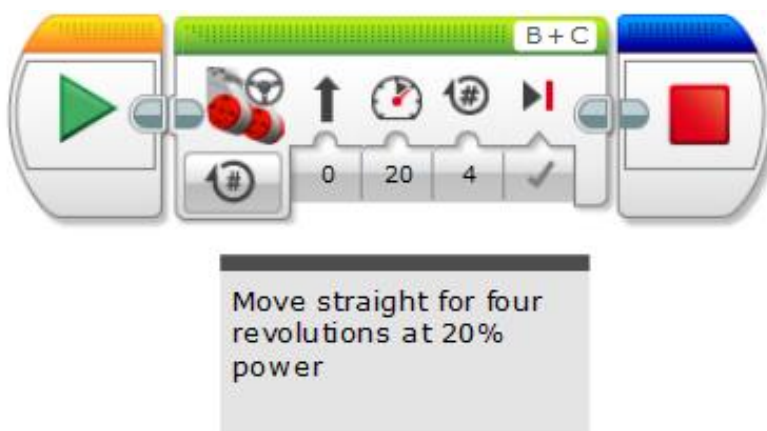 B + C
#
# 0 20 4
Move straight for four
revolutions at 20%
power